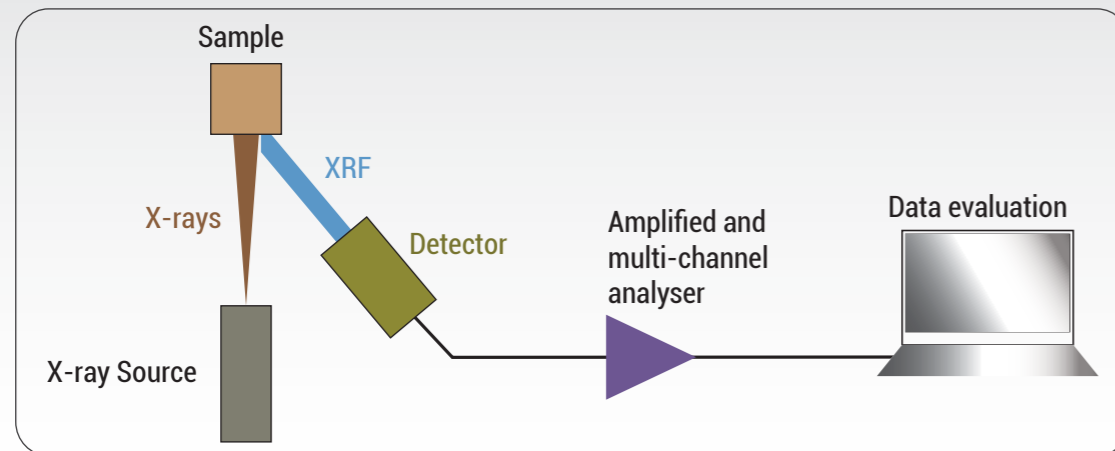 Sample
XRF
X-rays
Detector
Amplified and
multi-channel
analyser
Data evaluation
X-ray Source